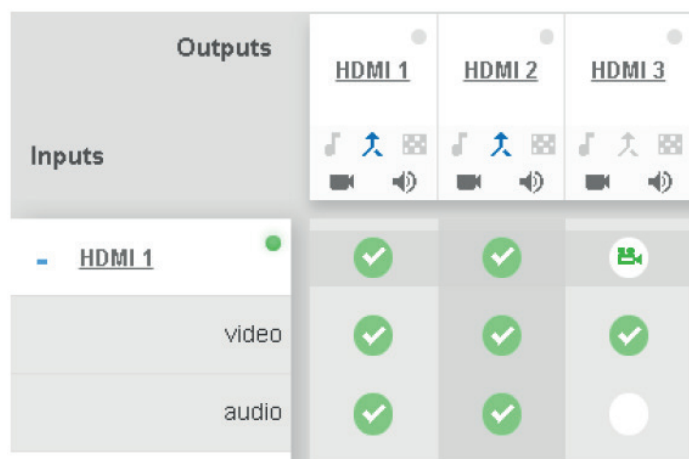 Outputs
HDMI 1 HDMI 2 HDMI 3
Inputs
- HDMI 1
video
audio